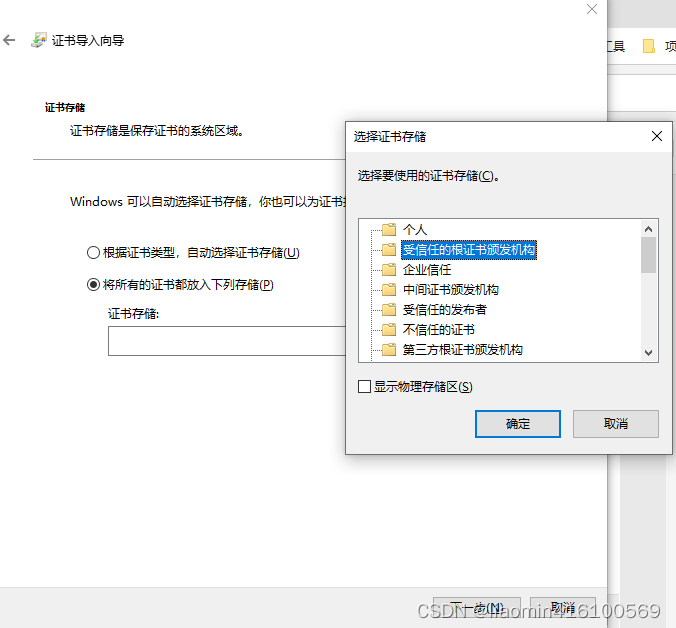 证书导入向导
工具
项
证书存储
证书存储是保存证书的系统区域。
选择证书存储
选择要使用的证书存储(C)。
Windows 可以自动选择证书存储，你也可以为证书
个人
受信任的根证书颁发机构
企业信任
中间证书颁发机构
受信任的发布者
不信任的证书
第三方根证书颁发机构
根据证书类型，自动选择证书存储(U)
将所有的证书都放入下列存储(P)
证书存储:
显示物理存储区(S)
确定
取消
下一步(N)
取消
CSDN @liaomin416100569